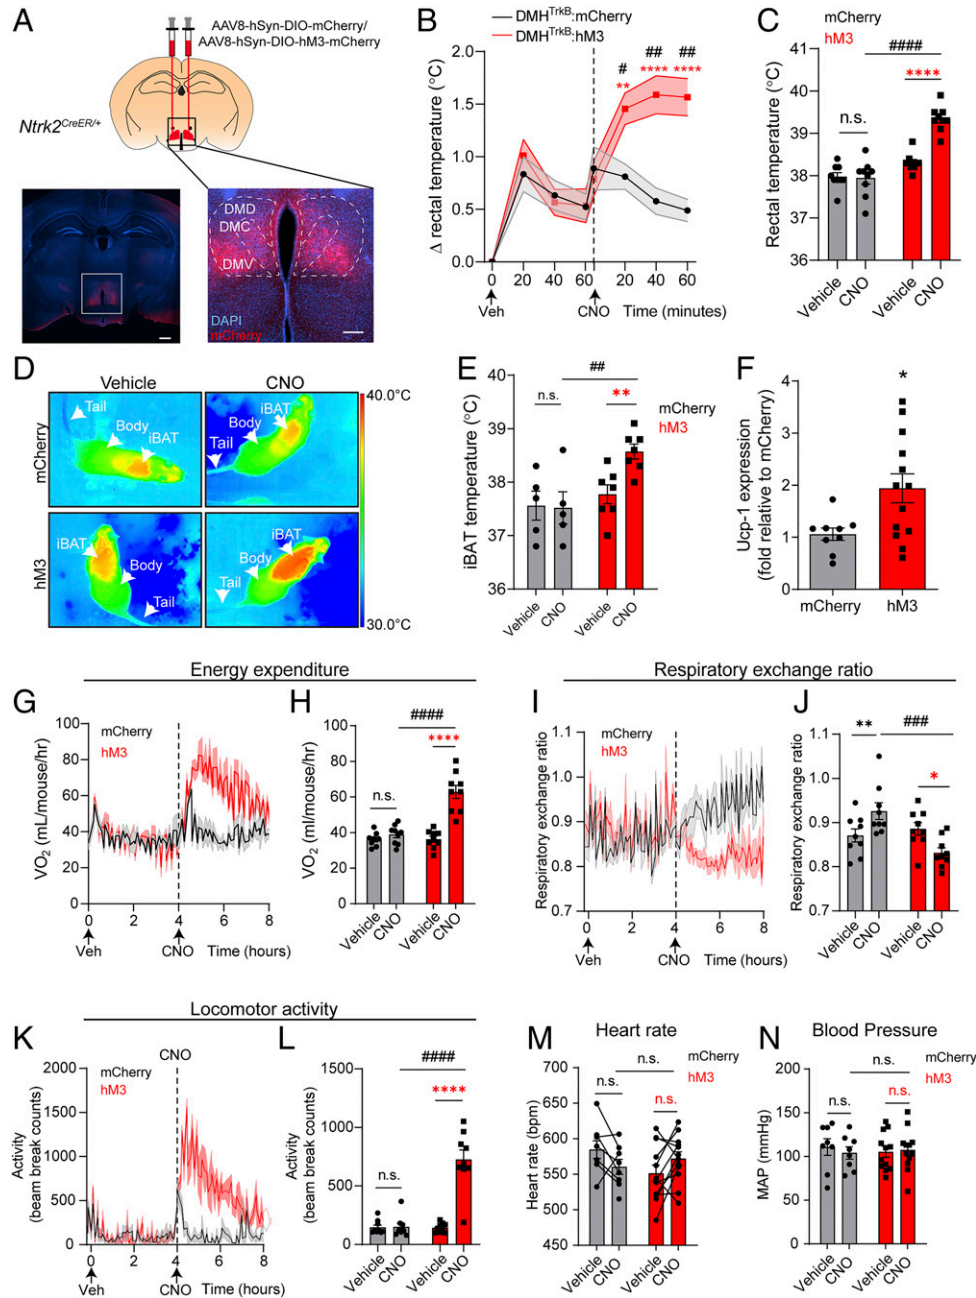 A
AAV8-hSyn-DIO-mCherry/
AAV8-hSyn-DIO-hM3-mCherry
Ntrk2CreER/+
DMD
DMC
DMV
DAPI
mCherry
B
DMHTrkB:mCherry
DMHTrkB:hM3
Δ rectal temperature (°C)
2.0
1.5
1.0
0.5
0.0
#
##
##
**
****
****
0 20 40 60 20 40 60
Veh
CNO
Time (minutes)
C
mCherry
hM3
####
****
n.s.
Rectal temperature (°C)
41
40
39
38
37
36
Vehicle
CNO
Vehicle
CNO
D
Vehicle
CNO
mCherry
hM3
Tail
Body
iBAT
iBAT
Body
Tail
iBAT
Body
Tail
iBAT
Body
Tail
40.0°C
30.0°C
E
##
n.s.
**
mCherry
hM3
iBAT temperature (°C)
40
39
38
37
36
Vehicle
CNO
Vehicle
CNO
F
*
Ucp-1 expression
(fold relative to mCherry)
4
3
2
1
0
mCherry
hM3
Energy expenditure
G
mCherry
hM3
VO2 (mL/mouse/hr)
100
80
60
40
20
0
0 2 4 6 8
Veh
CNO
Time (hours)
H
####
****
n.s.
VO2 (ml/mouse/hr)
100
80
60
40
20
0
Vehicle
CNO
Vehicle
CNO
Respiratory exchange ratio
I
mCherry
hM3
Respiratory exchange ratio
1.1
1.0
0.9
0.8
0.7
0 2 4 6 8
Veh
CNO
Time (hours)
J
**
###
*
Respiratory exchange ratio
1.1
1.0
0.9
0.8
0.7
Vehicle
CNO
Vehicle
CNO
mCherry
hM3
Locomotor activity
K
mCherry
hM3
CNO
Activity
(beam break counts)
2000
1500
1000
500
0
0 2 4 6 8
Veh
CNO
Time (hours)
L
####
****
n.s.
Activity
(beam break counts)
1500
1000
500
0
Vehicle
CNO
Vehicle
CNO
M
Heart rate
n.s.
n.s.
n.s.
mCherry
hM3
Heart rate (bpm)
700
650
600
550
500
450
Vehicle
CNO
Vehicle
CNO
N
Blood Pressure
n.s.
n.s.
n.s.
mCherry
hM3
MAP (mmHg)
200
150
100
50
0
Vehicle
CNO
Vehicle
CNO